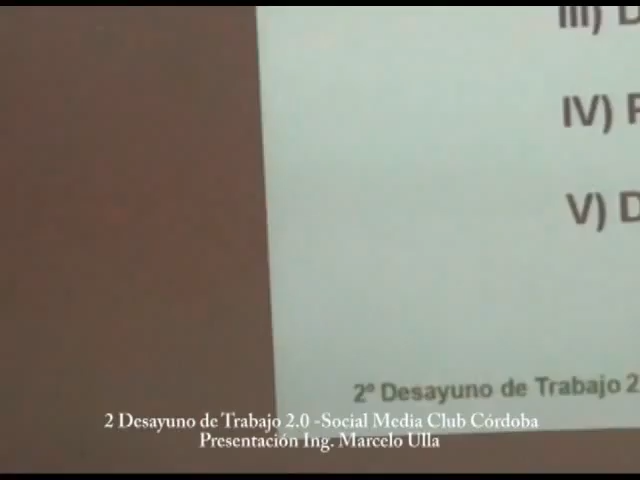 III) D
IV) P
V) D
2º Desayuno de Trabajo 2
2 Desayuno de Trabajo 2.0 -Social Media Club Córdoba
Presentación Ing. Marcelo Ulla